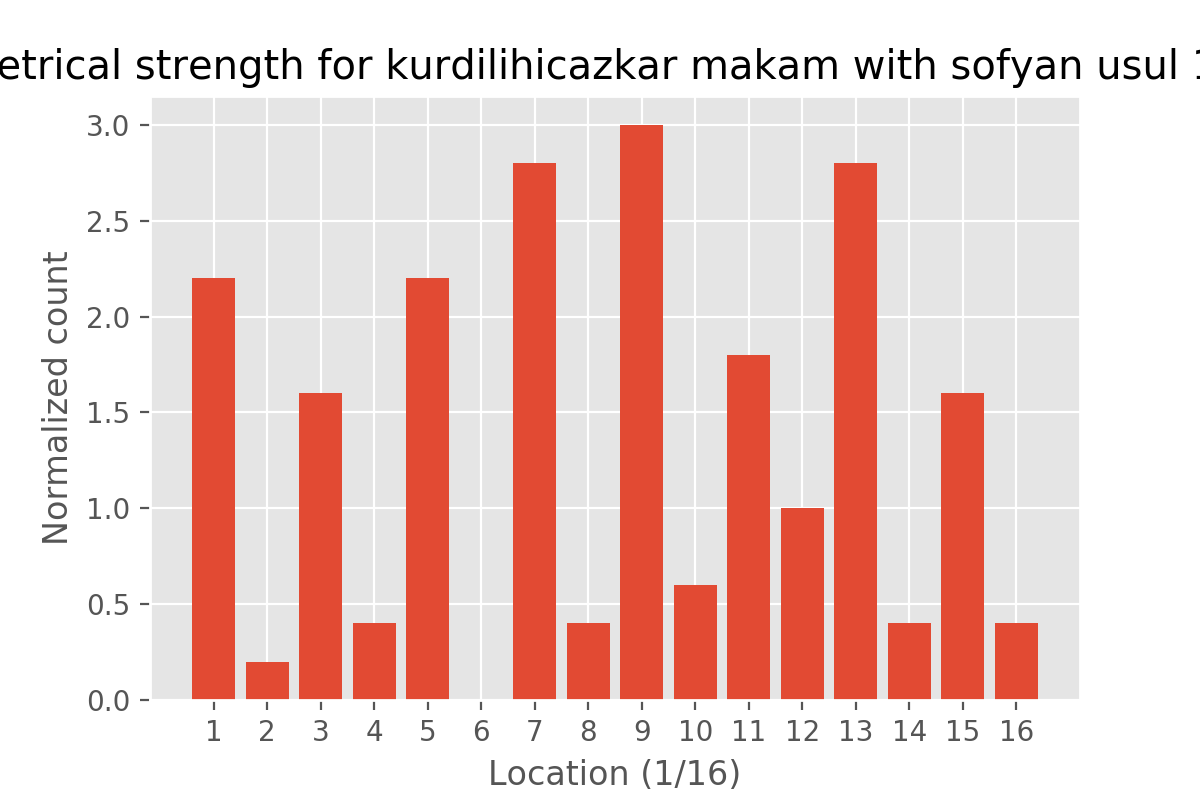 etrical strength for kurdilihicazkar makam with sofyan usul
3.0
2.5
2.0
1.5
1.0
0.5
0.0
Normalized count
1 2 3 4 5 6 7 8 9 10 11 12 13 14 15 16
Location (1/16)